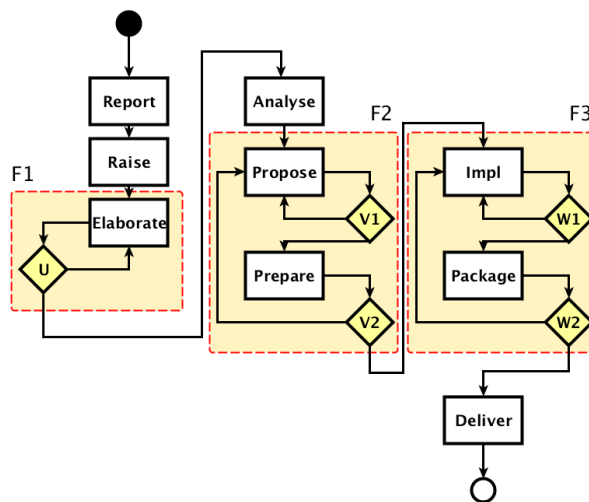 Report
Raise
F1
Elaborate
U
Analyse
F2
Propose
V1
Prepare
V2
F3
Impl
W1
Package
W2
Deliver